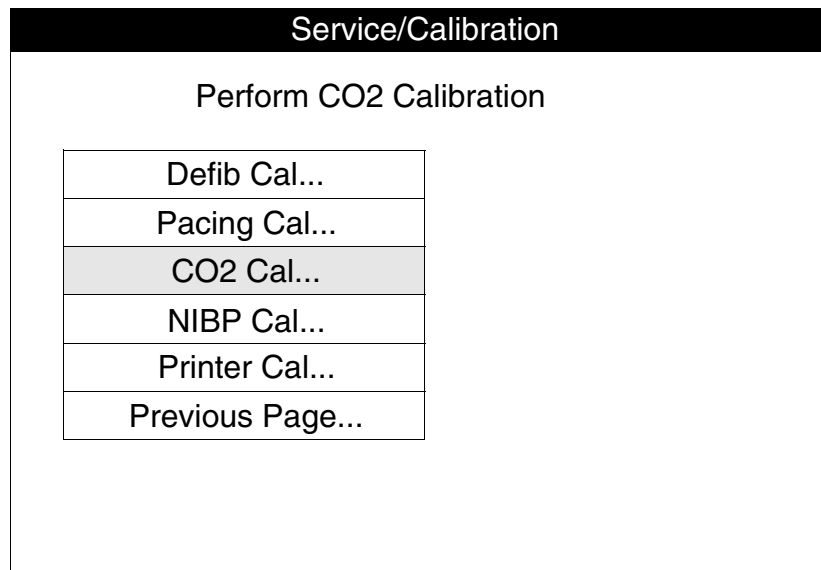 Service/Calibration
Perform CO2 Calibration
Defib Cal...
Pacing Cal...
CO2 Cal...
NIBP Cal...
Printer Cal...
Previous Page...